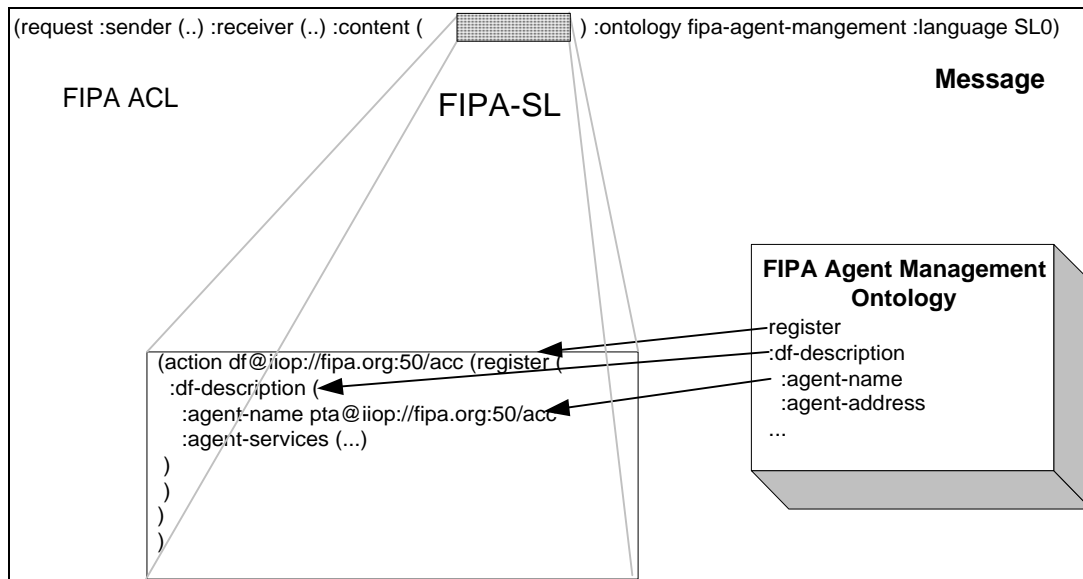 (request :sender (..) :receiver (..) :content ( ) :ontology fipa-agent-mangement :language SL0)
Message
FIPA ACL
FIPA-SL
FIPA Agent Management
Ontology
register
:df-description
:agent-name
:agent-address
...
(action df@iiop://fipa.org:50/acc (register (
:df-description (
:agent-name pta@iiop://fipa.org:50/acc
:agent-services (...)
)
)
)
)